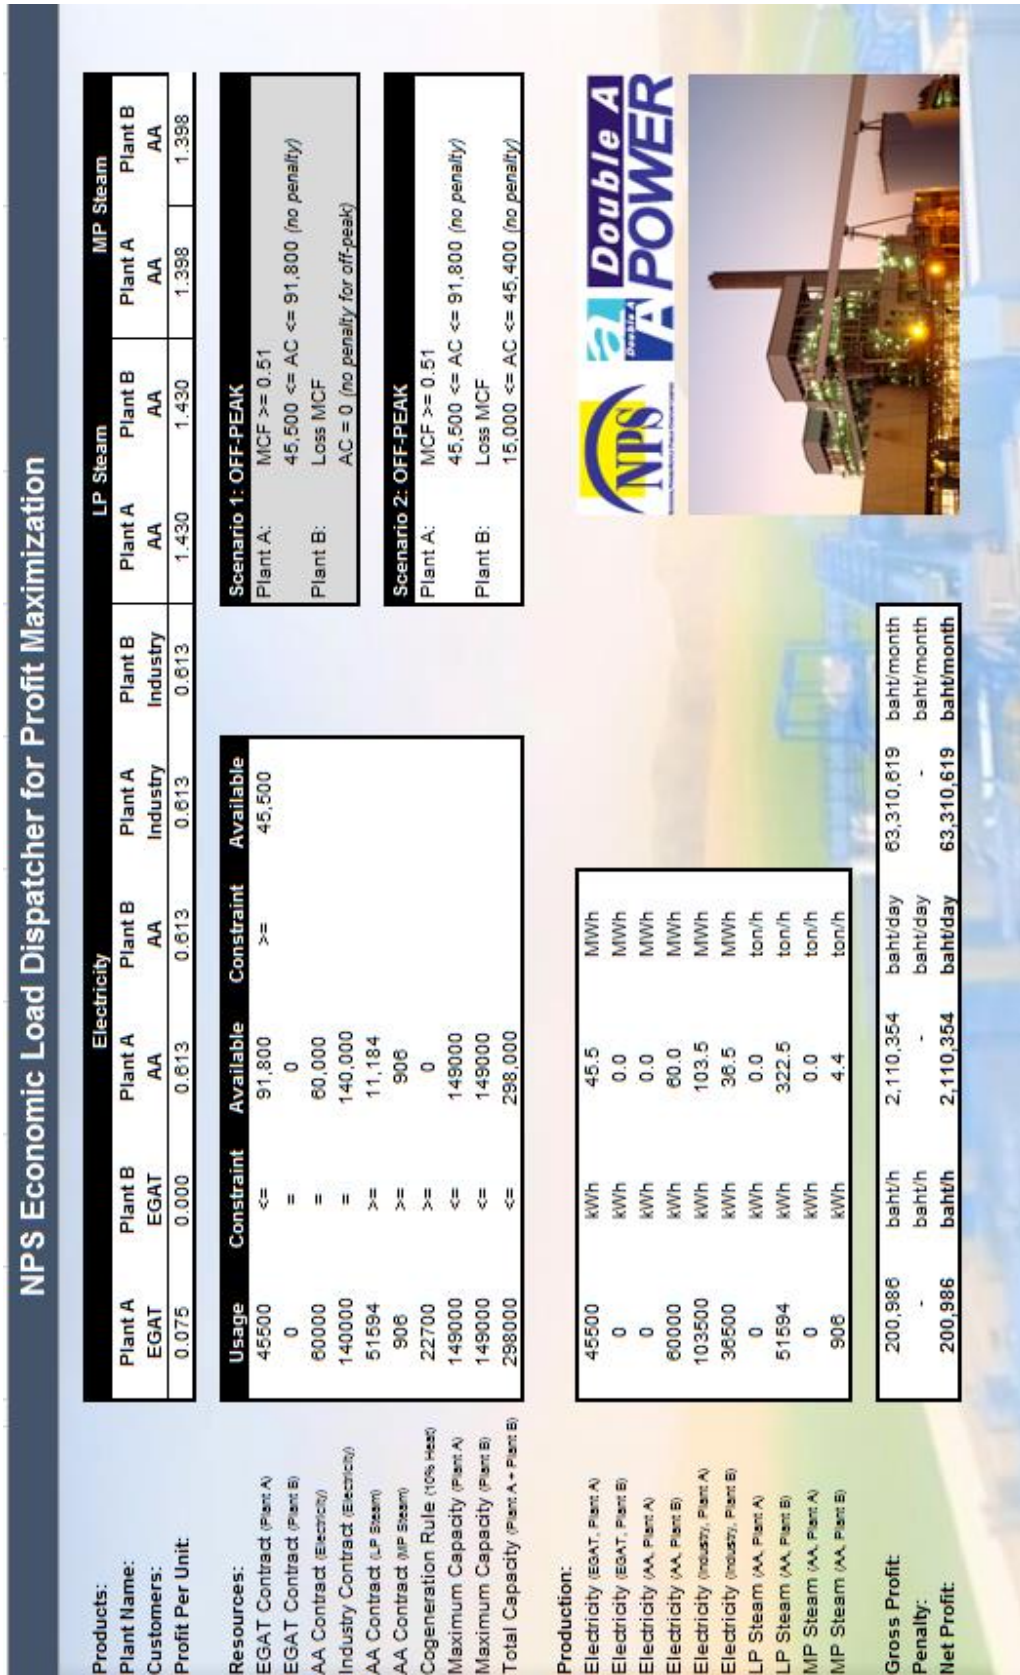 NPS Economic Load Dispatcher for Profit Maximization
Products: Electricity LP Steam MP Steam
Plant Name: Plant A Plant B Plant A Plant B Plant A Plant B Plant A Plant B Plant A Plant B
Customers: EGAT EGAT AA AA Industry Industry AA AA AA AA
Profit Per Unit: 0.075 0.000 0.613 0.613 0.613 0.613 1.430 1.430 1.398 1.398
Resources: Usage Constraint Available Constraint Available
EGAT Contract (Plant A) 45500 <= 91,800 >= 45,500
EGAT Contract (Plant B) 0 = 0
AA Contract (Electricity) 60000 = 60,000
Industry Contract (Electricity) 140000 = 140,000
AA Contract (LP Steam) 51594 >= 11,184
AA Contract (MP Steam) 906 >= 906
Cogeneration Rule (10% Heat) 22700 >= 0
Maximum Capacity (Plant A) 149000 <= 149000
Maximum Capacity (Plant B) 149000 <= 149000
Total Capacity (Plant A + Plant B) 298000 <= 298,000
Scenario 1: OFF-PEAK
Plant A: MCF >= 0.51
45,500 <= AC <= 91,800 (no penalty)
Plant B: Loss MCF
AC = 0 (no penalty for off-peak)
Scenario 2: OFF-PEAK
Plant A: MCF >= 0.51
45,500 <= AC <= 91,800 (no penalty)
Plant B: Loss MCF
15,000 <= AC <= 45,400 (no penalty)
Production:
Electricity (EGAT, Plant A) 45500 kWh 45.5 MWh
Electricity (EGAT, Plant B) 0 kWh 0.0 MWh
Electricity (AA, Plant A) 0 kWh 0.0 MWh
Electricity (AA, Plant B) 60000 kWh 60.0 MWh
Electricity (Industry, Plant A) 103500 kWh 103.5 MWh
Electricity (Industry, Plant B) 36500 kWh 36.5 MWh
LP Steam (AA, Plant A) 0 kWh 0.0 ton/h
LP Steam (AA, Plant B) 51594 kWh 322.5 ton/h
MP Steam (AA, Plant A) 0 kWh 0.0 ton/h
MP Steam (AA, Plant B) 906 kWh 4.4 ton/h
Gross Profit: 200,986 baht/h 2,110,354 baht/day 63,310,619 baht/month
Penalty: - baht/h - baht/day - baht/month
Net Profit: 200,986 baht/h 2,110,354 baht/day 63,310,619 baht/month
NPS
a
Double A
Double A
A POWER